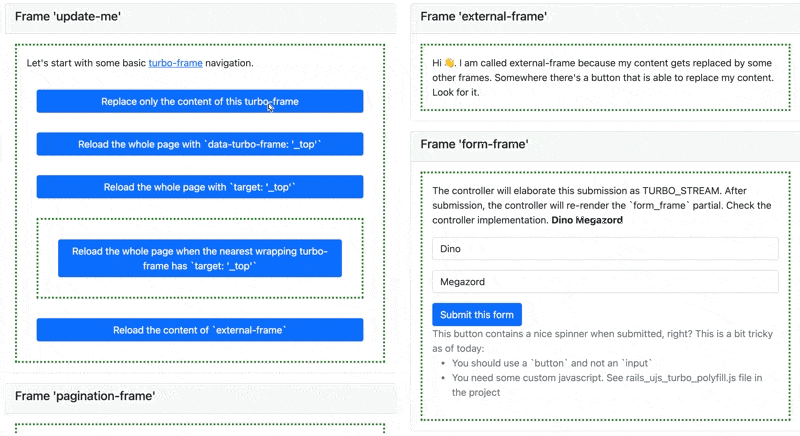 Frame 'update-me'
Let's start with some basic turbo-frame navigation.
Replace only the content of this turbo-frame
Reload the whole page with `data-turbo-frame: '_top'`
Reload the whole page with `target: '_top'`
Reload the whole page when the nearest wrapping turbo-
frame has `target: '_top'`
Reload the content of `external-frame`
Frame 'pagination-frame'
Frame 'external-frame'
Hi 👋. I am called external-frame because my content gets replaced by some
other frames. Somewhere there's a button that is able to replace my content.
Look for it.
Frame 'form-frame'
The controller will elaborate this submission as TURBO_STREAM. After
submission, the controller will re-render the `form_frame` partial. Check the
controller implementation. Dino Megazord
Dino
Megazord
Submit this form
This button contains a nice spinner when submitted, right? This is a bit tricky
as of today:
• You should use a `button` and not an `input`
• You need some custom javascript. See rails_ujs_turbo_polyfill.js file in
the project